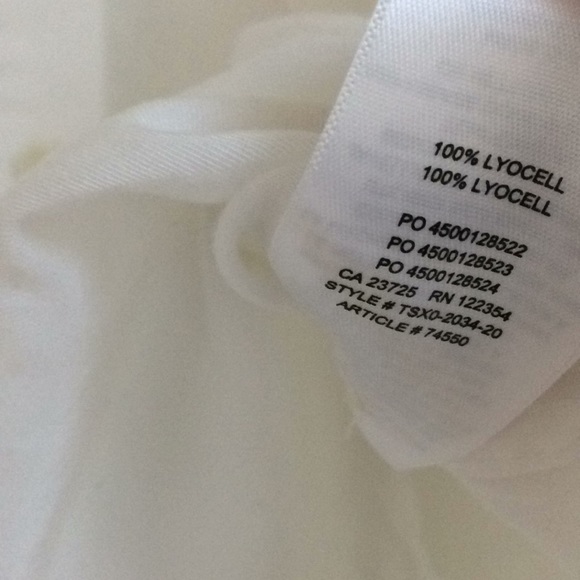 100% LYOCELL
100% LYOCELL
PO 4500128522
PO 4500128523
PO 4500128524
CA 23725 RN 122354
STYLE # TSX0-2034-20
ARTICLE # 74550